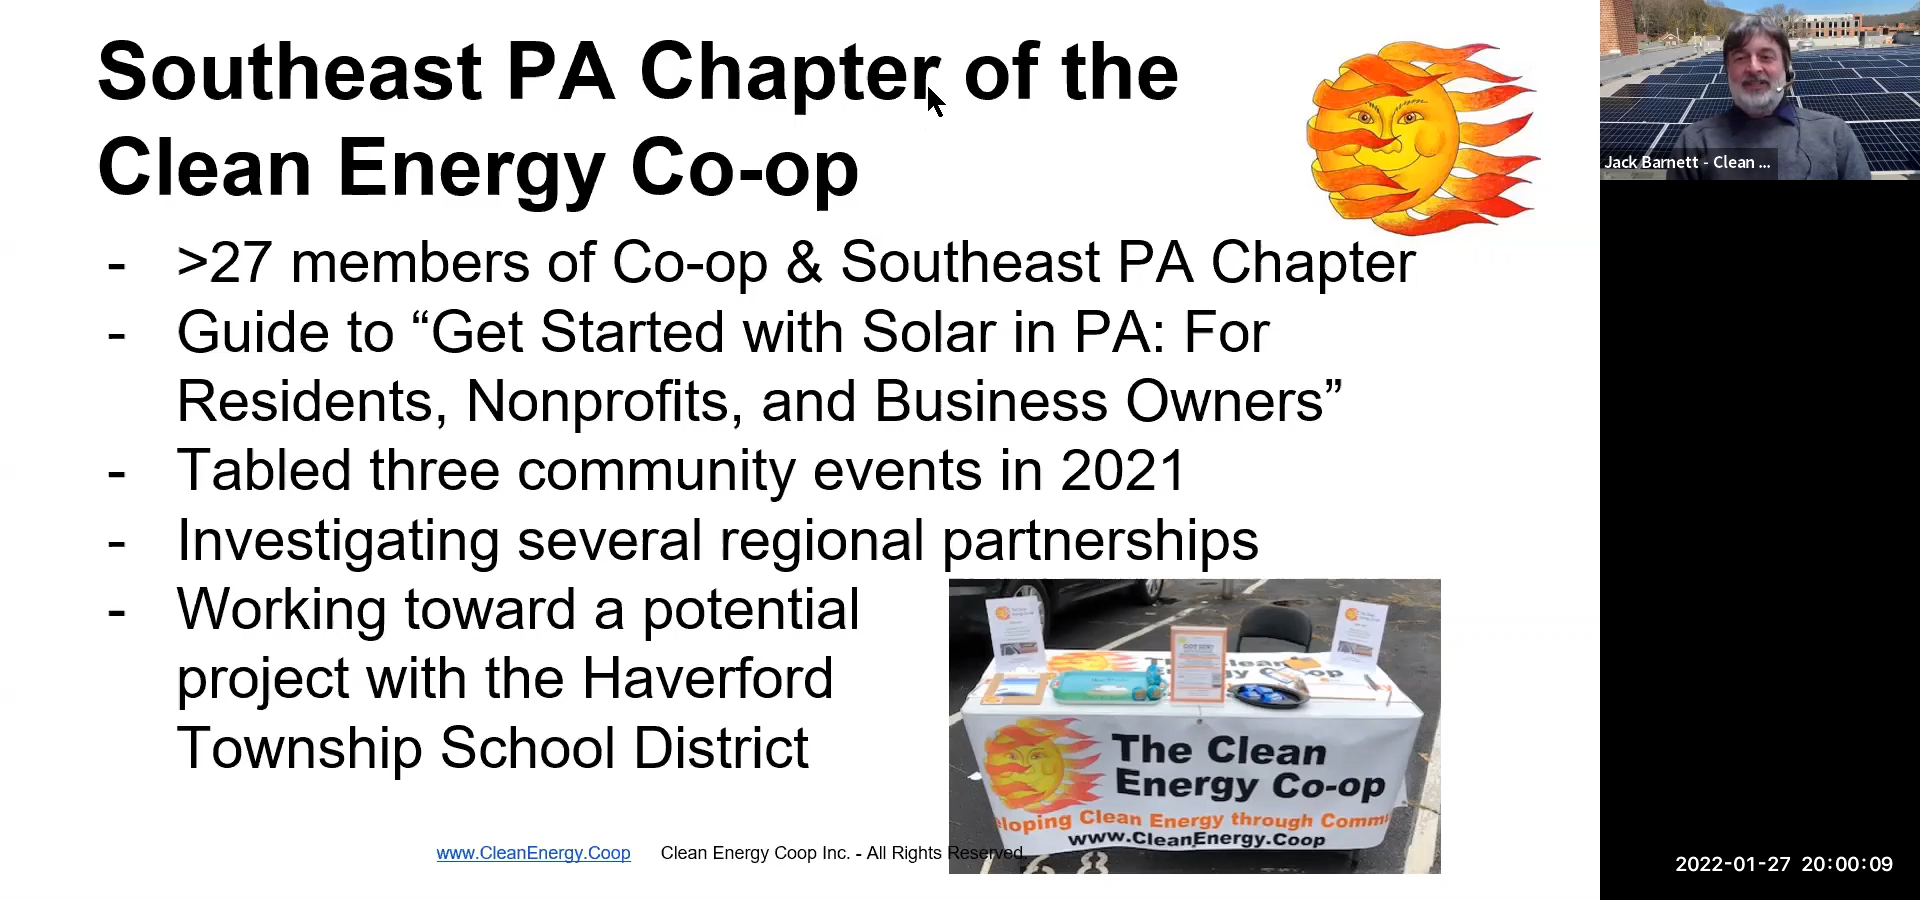 Southeast PA Chapter of the
Clean Energy Co-op
- >27 members of Co-op & Southeast PA Chapter
- Guide to “Get Started with Solar in PA: For
Residents, Nonprofits, and Business Owners”
- Tabled three community events in 2021
- Investigating several regional partnerships
- Working toward a potential
project with the Haverford
Township School District
The Clean
Energy Co-op
loping Clean Energy through Comm
www.CleanEnergy.Coop
68
www.CleanEnergy.Coop Clean Energy Coop Inc. - All Rights Reserved.
Jack Barnett - Clean ...
2022-01-27 20:00:09